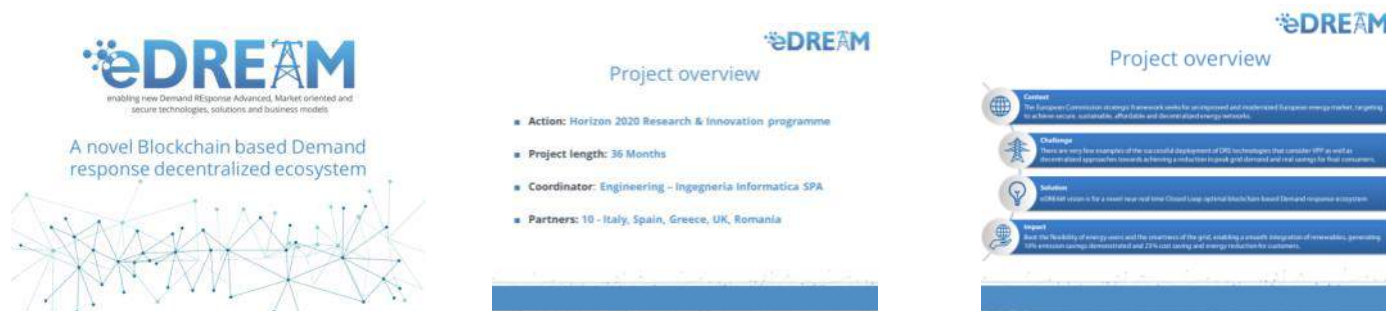 eDREAM
enabling new Demand REsponse Advanced, Market oriented and
secure technologies, solutions and business models
A novel Blockchain based Demand
response decentralized ecosystem
eDREAM
Project overview
Action: Horizon 2020 Research & Innovation programme
Project length: 36 Months
Coordinator: Engineering – Ingegneria Informatica SPA
Partners: 10 - Italy, Spain, Greece, UK, Romania
eDREAM
Project overview
Context
The European Commission strategic framework seeks for an improved and modernized European energy market, targeting
to achieve secure, sustainable, affordable and decentralized energy networks.
Challenge
There are very few examples of the successful deployment of DRS technologies that consider VPP as well as
decentralized approaches towards achieving a reduction in peak grid demand and real savings for final consumers.
Solution
eDREAM vision is for a novel near real time Closed Loop optimal blockchain based Demand response ecosystem
Impact
the flexibility of energy users and the smartness of the grid, enabling a smooth integration of renewables, generating
emission savings demonstrated and cost saving and energy reduction for customers.